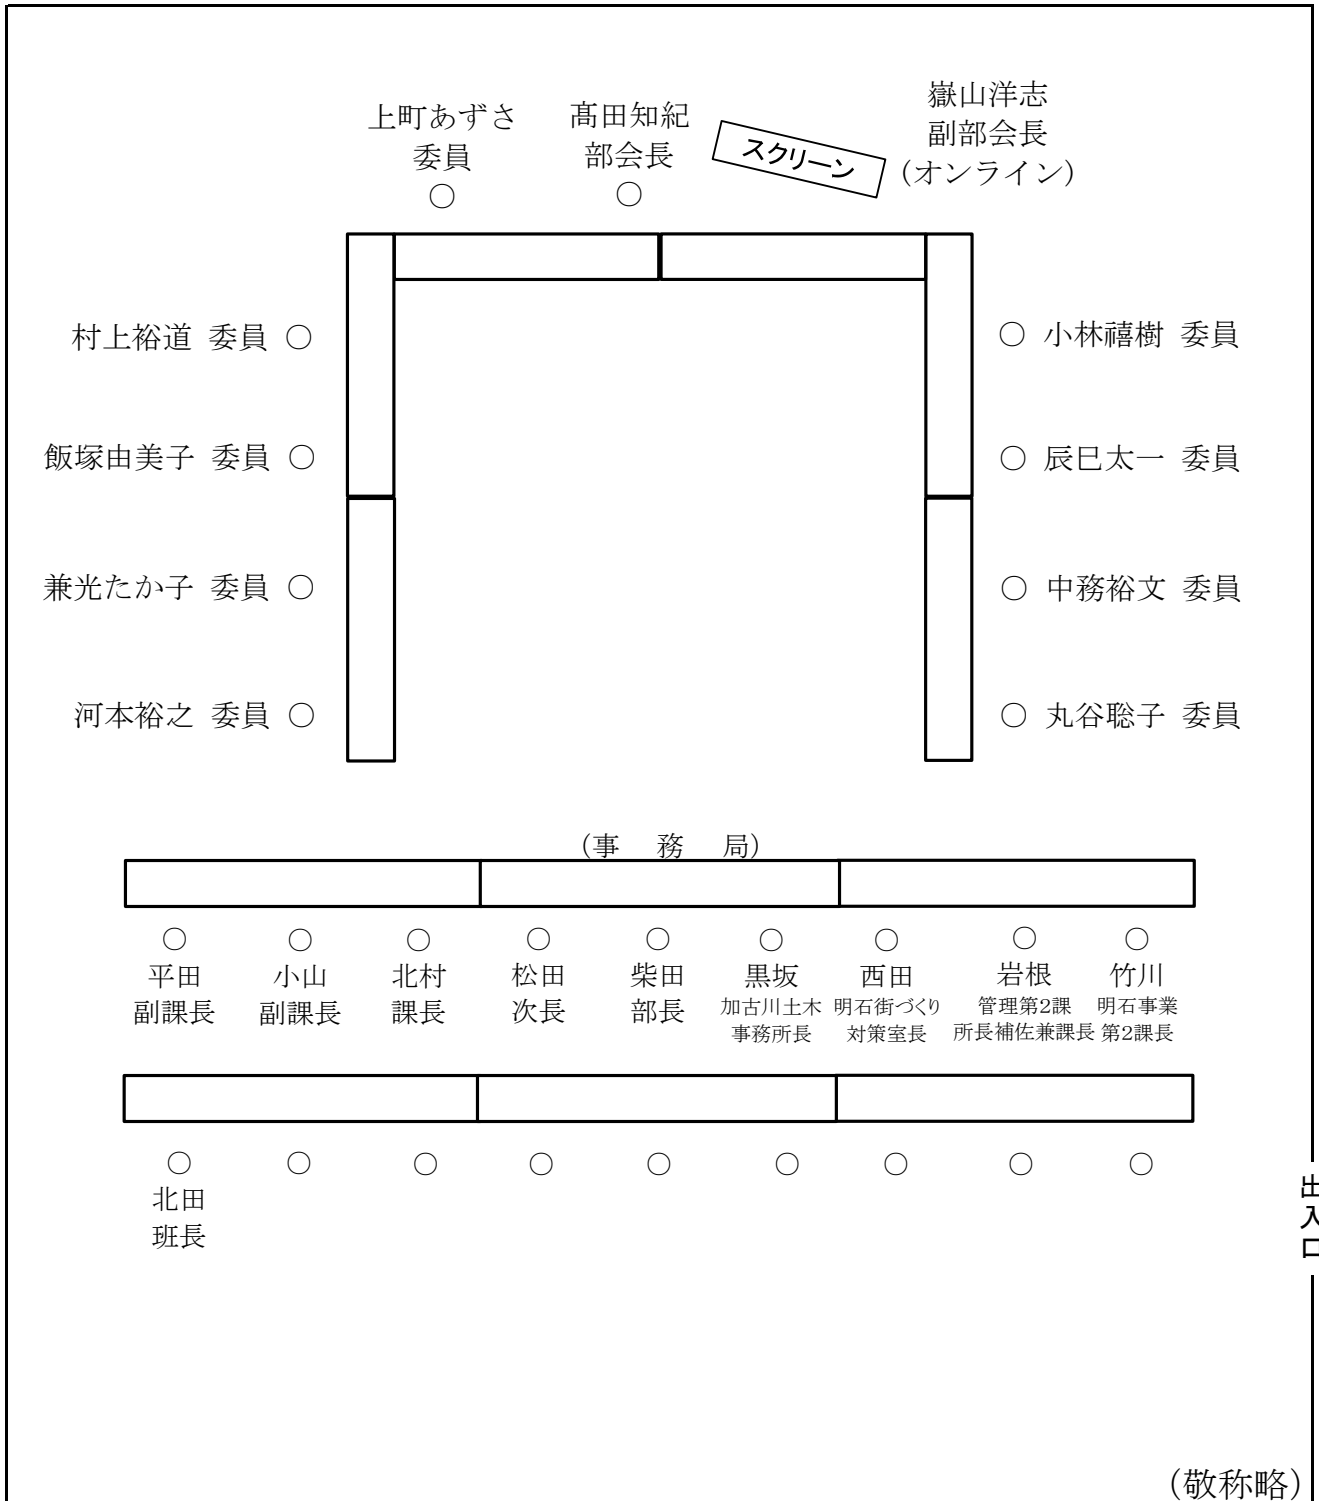 上町あずさ
委員
○
髙田知紀
部会長
○
スクリーン
嶽山洋志
副部会長
(オンライン)
村上裕道 委員 ○
○ 小林禧樹 委員
飯塚由美子 委員 ○
○ 辰巳太一 委員
兼光たか子 委員 ○
○ 中務裕文 委員
河本裕之 委員 ○
○ 丸谷聡子 委員
(事 務 局)
○ ○ ○ ○ ○ ○ ○ ○ ○
平田
副課長
小山
副課長
北村
課長
松田
次長
柴田
部長
黒坂
加古川土木
事務所長
西田
明石街づくり
対策室長
岩根
管理第2課
所長補佐兼課長
竹川
明石事業
第2課長
○ ○ ○ ○ ○ ○ ○ ○ ○
北田
班長
出入口
(敬称略)